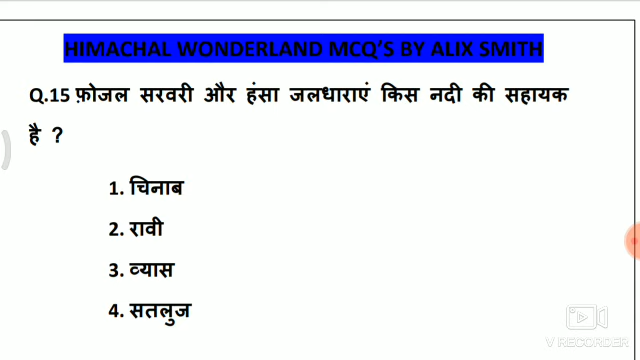 HIMACHAL WONDERLAND MCQ'S BY ALIX SMITH
Q.15 फ़ोजल सरवरी और हंसा जलधाराएं किस नदी की सहायक
है ?
1. चिनाब
2. रावी
3. व्यास
4. सतलुज
V RECORDER